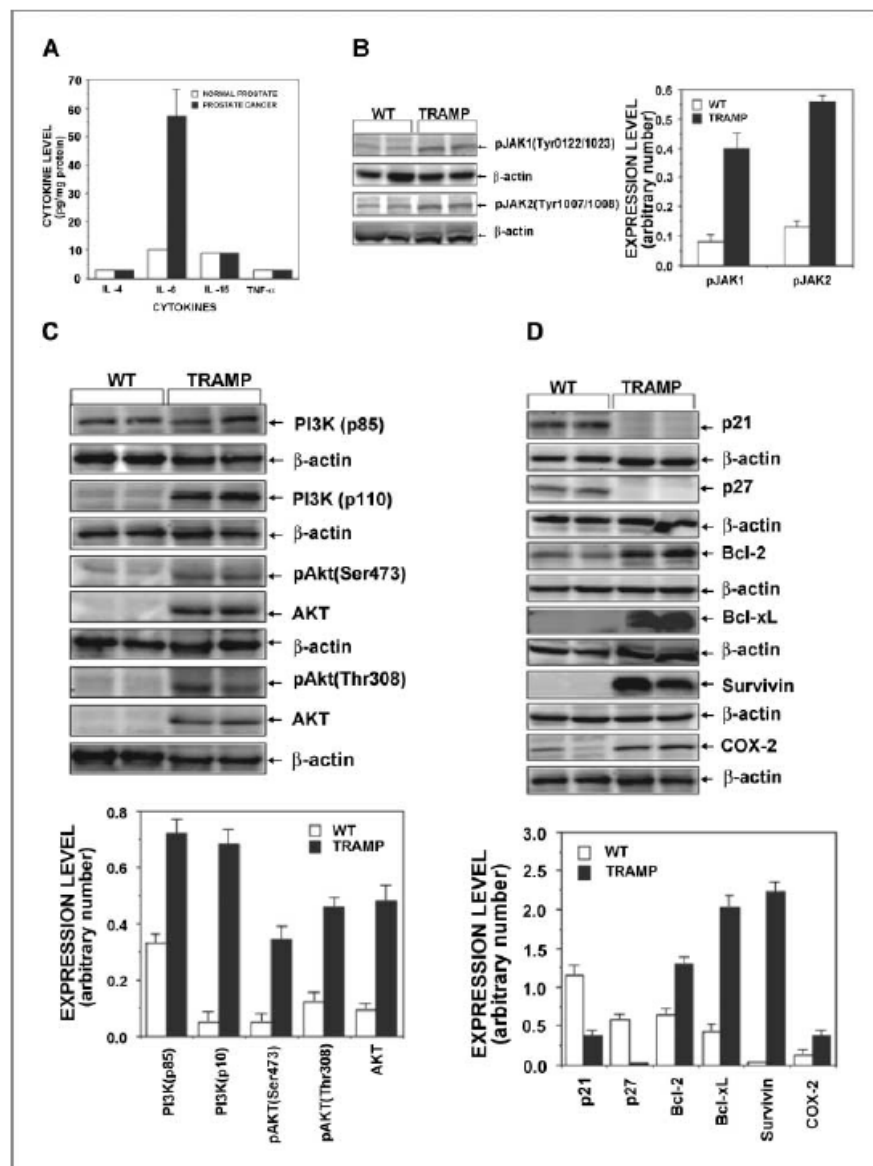 A
70
60
50
40
30
20
10
0
CYTOKINE LEVEL
(pg/mg protein)
NORMAL PROSTATE
PROSTATE CANCER
IL -4
IL -6
IL -15
TNF-α
CYTOKINES
B
WT
TRAMP
pJAK1(Tyr0122/1023)
β-actin
pJAK2(Tyr1007/1008)
β-actin
EXPRESSION LEVEL
(arbitrary number)
0.6
0.5
0.4
0.3
0.2
0.1
0.0
WT
TRAMP
pJAK1
pJAK2
C
WT
TRAMP
PI3K (p85)
β-actin
PI3K (p110)
β-actin
pAkt(Ser473)
AKT
β-actin
pAkt(Thr308)
AKT
β-actin
EXPRESSION LEVEL
(arbitrary number)
0.8
0.6
0.4
0.2
0.0
WT
TRAMP
PI3K(p85)
PI3K(p10)
pAKT(Ser473)
pAKT(Thr308)
AKT
D
WT
TRAMP
p21
β-actin
p27
β-actin
Bcl-2
β-actin
Bcl-xL
β-actin
Survivin
β-actin
COX-2
β-actin
EXPRESSION LEVEL
(arbitrary number)
3.0
2.5
2.0
1.5
1.0
0.5
0.0
WT
TRAMP
p21
p27
Bcl-2
Bcl-xL
Survivin
COX-2